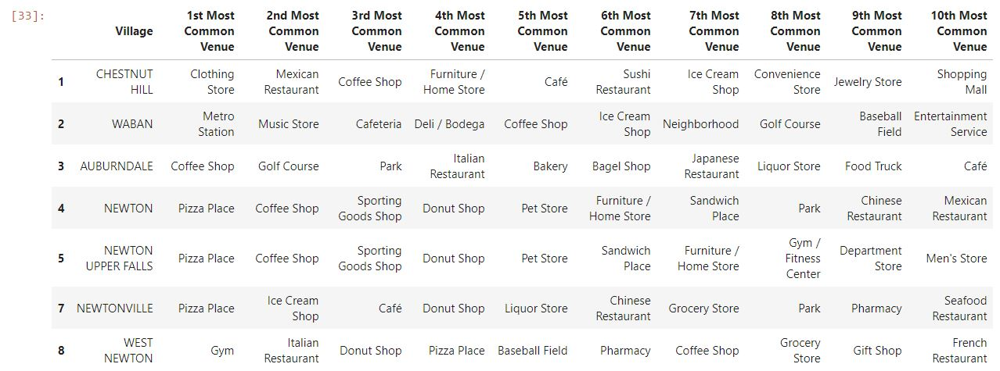 [33]:
Village 1st Most Common Venue 2nd Most Common Venue 3rd Most Common Venue 4th Most Common Venue 5th Most Common Venue 6th Most Common Venue 7th Most Common Venue 8th Most Common Venue 9th Most Common Venue 10th Most Common Venue
1 CHESTNUT HILL Clothing Store Mexican Restaurant Coffee Shop Furniture / Home Store Café Sushi Restaurant Ice Cream Shop Convenience Store Jewelry Store Shopping Mall
2 WABAN Metro Station Music Store Cafeteria Deli / Bodega Coffee Shop Ice Cream Shop Neighborhood Golf Course Baseball Field Entertainment Service
3 AUBURNDALE Coffee Shop Golf Course Park Italian Restaurant Bakery Bagel Shop Japanese Restaurant Liquor Store Food Truck Café
4 NEWTON Pizza Place Coffee Shop Sporting Goods Shop Donut Shop Pet Store Furniture / Home Store Sandwich Place Park Chinese Restaurant Mexican Restaurant
5 NEWTON UPPER FALLS Pizza Place Coffee Shop Sporting Goods Shop Donut Shop Pet Store Sandwich Place Furniture / Home Store Gym / Fitness Center Department Store Men's Store
7 NEWTONVILLE Pizza Place Ice Cream Shop Café Donut Shop Liquor Store Chinese Restaurant Grocery Store Park Pharmacy Seafood Restaurant
8 WEST NEWTON Gym Italian Restaurant Donut Shop Pizza Place Baseball Field Pharmacy Coffee Shop Grocery Store Gift Shop French Restaurant